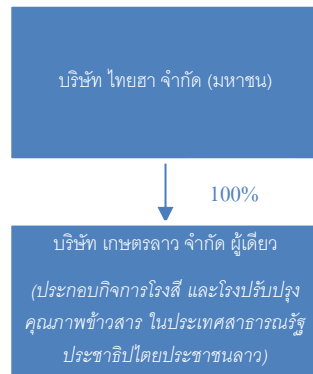 บริษัท ไทยฮา จำกัด (มหาชน)
100%
บริษัท เกษตรลาว จำกัด ผู้เดียว
(ประกอบกิจการโรงสี และโรงปรับปรุง
คุณภาพข้าวสาร ในประเทศสาธารณรัฐ
ประชาธิปไตยประชาชนลาว)